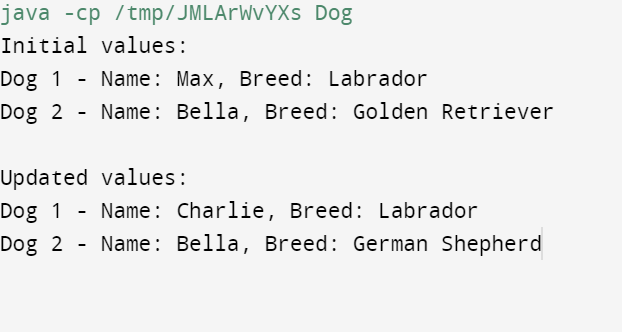 java -cp /tmp/JMLArWvYXs Dog
Initial values:
Dog 1 - Name: Max, Breed: Labrador
Dog 2 - Name: Bella, Breed: Golden Retriever
Updated values:
Dog 1 - Name: Charlie, Breed: Labrador
Dog 2 - Name: Bella, Breed: German Shepherd